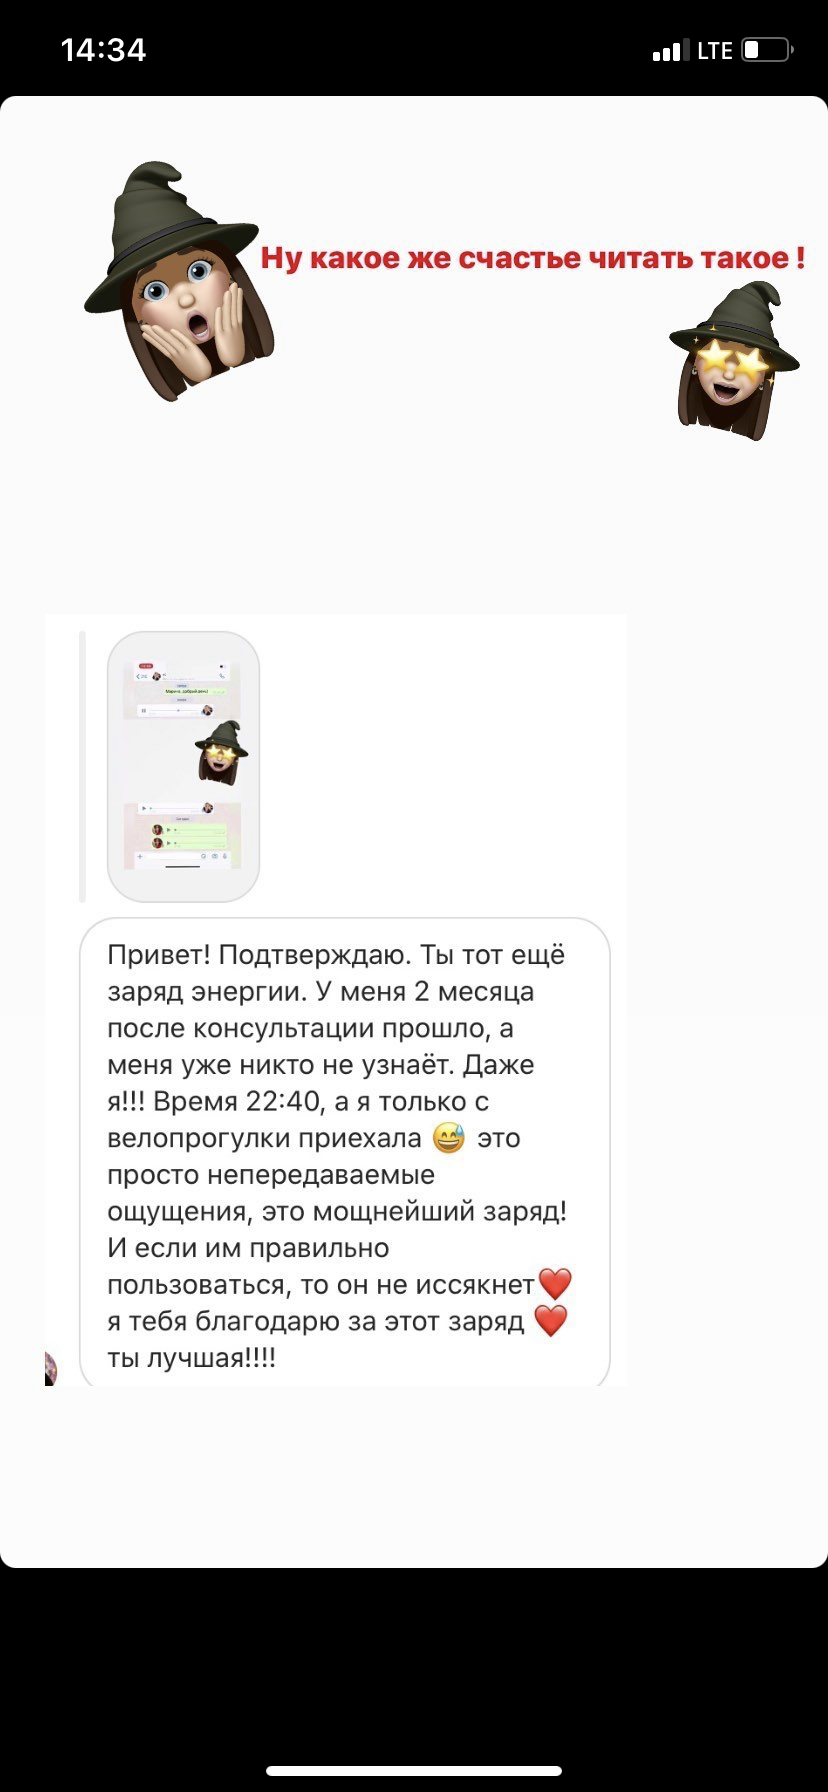 14:34
LTE
Ну какое же счастье читать такое !
Привет! Подтверждаю. Ты тот ещё
заряд энергии. У меня 2 месяца
после консультации прошло, а
меня уже никто не узнаёт. Даже
я!!! Время 22:40, а я только с
велопрогулки приехала 😅 это
просто непередаваемые
ощущения, это мощнейший заряд!
И если им правильно
пользоваться, то он не иссякнет❤️
я тебя благодарю за этот заряд ❤️
ты лучшая!!!!